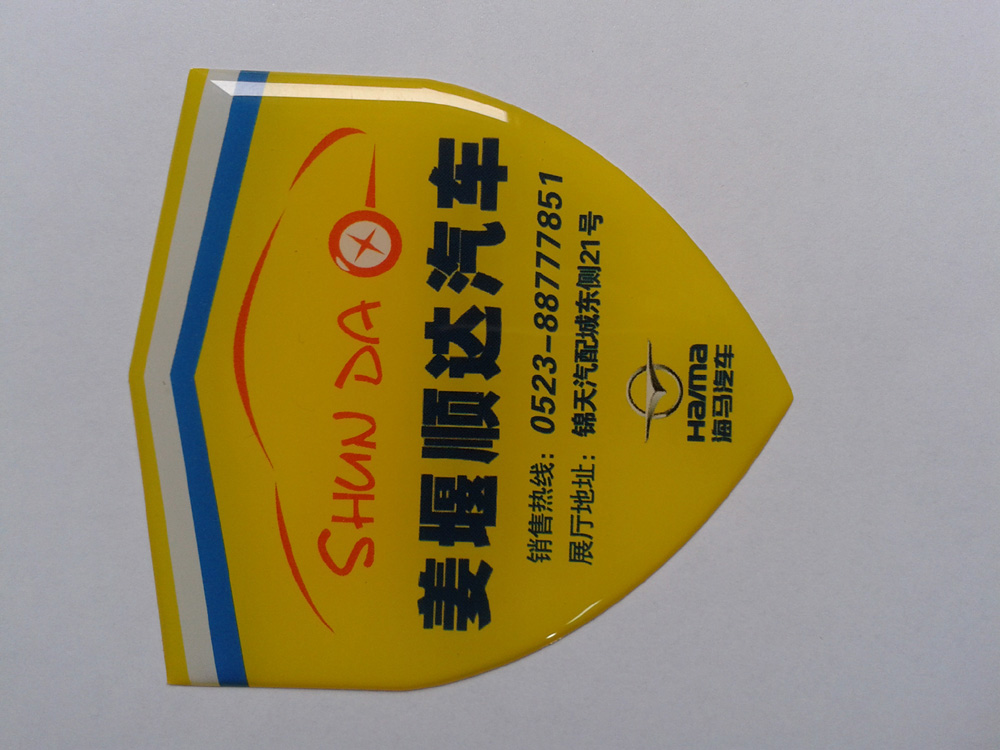 SHUN DA
姜堰顺达汽车
销售热线：0523-88777851
展厅地址：锦天汽配城东侧21号
Haima
海马汽车